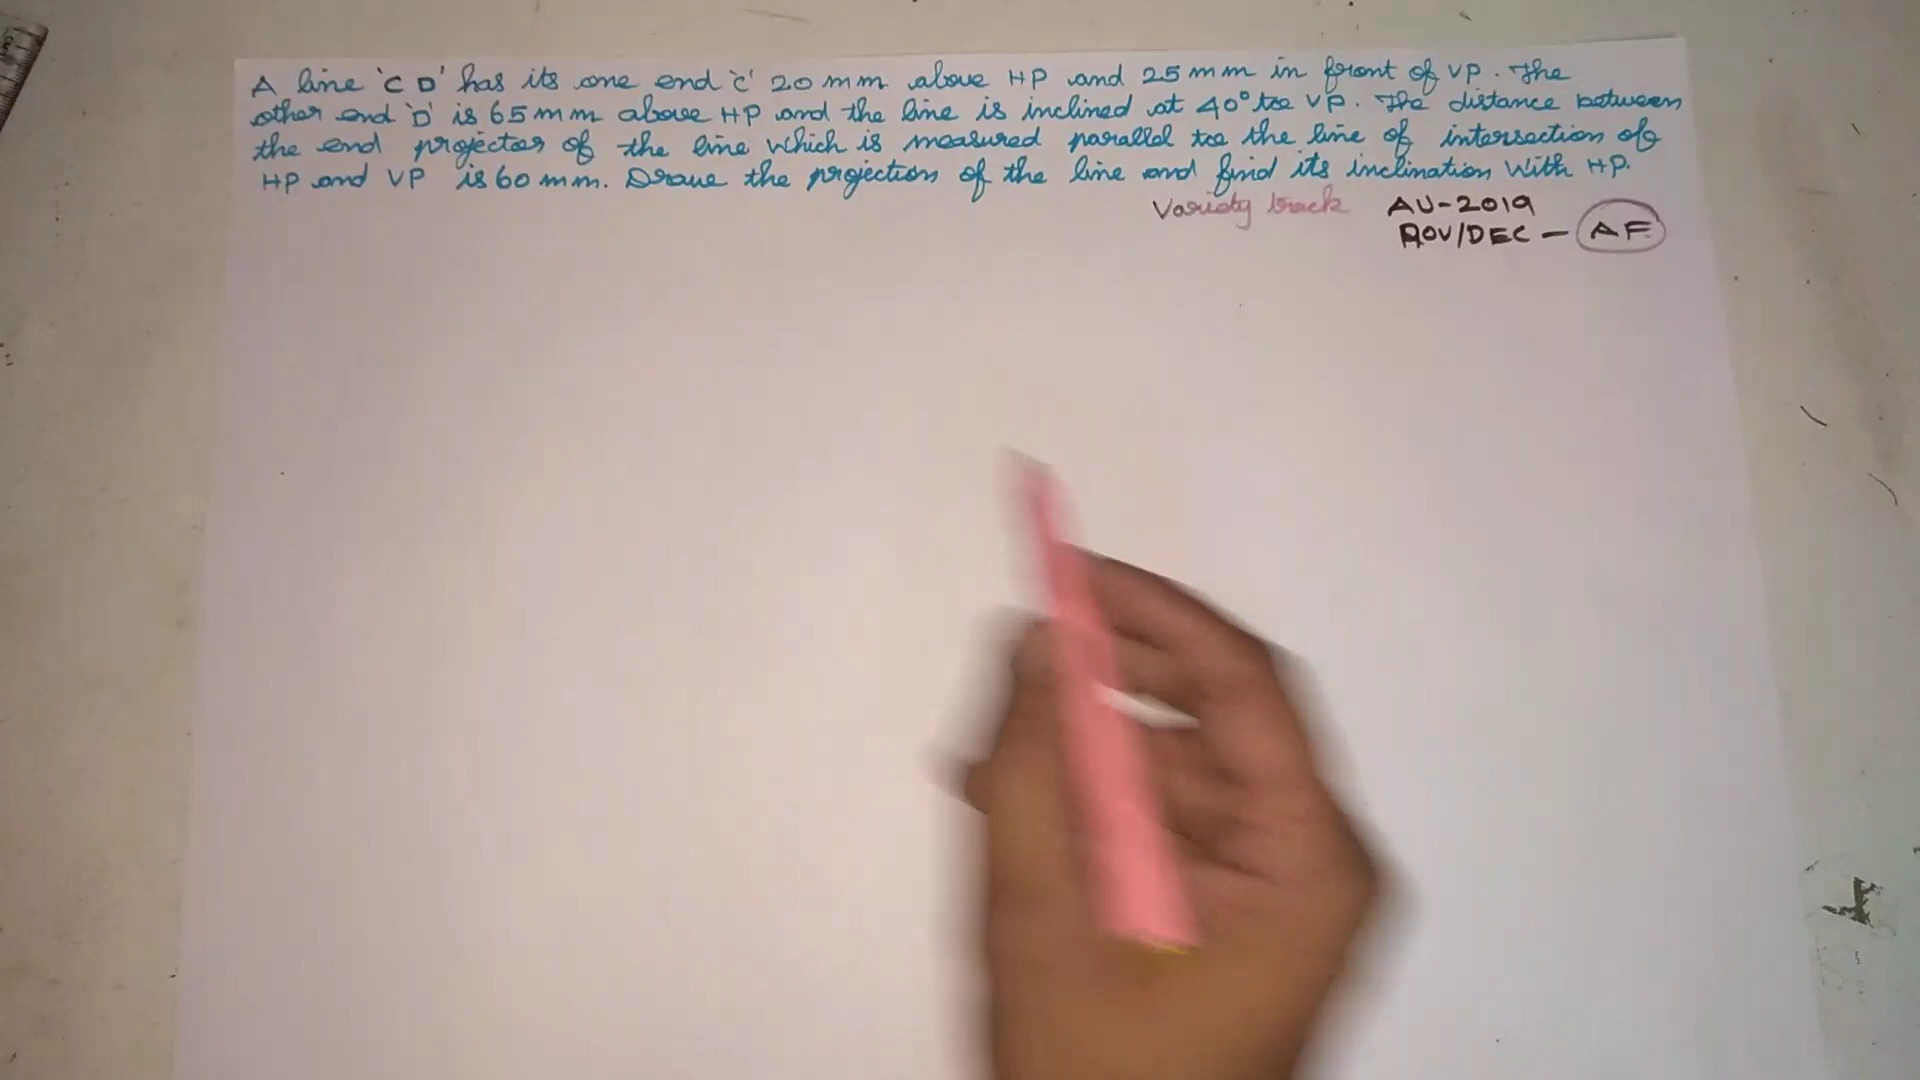 A line 'C D' has its one end 'c' 20 mm above HP and 25 mm in front of VP. The
other end 'D' is 65 mm above HP and the line is inclined at 40° to VP. The distance between
the end projector of the line which is measured parallel to the line of intersection of
HP and VP is 60 mm. Draw the projection of the line and find its inclination with HP.
Variety track AU-2019
NOV/DEC - AF